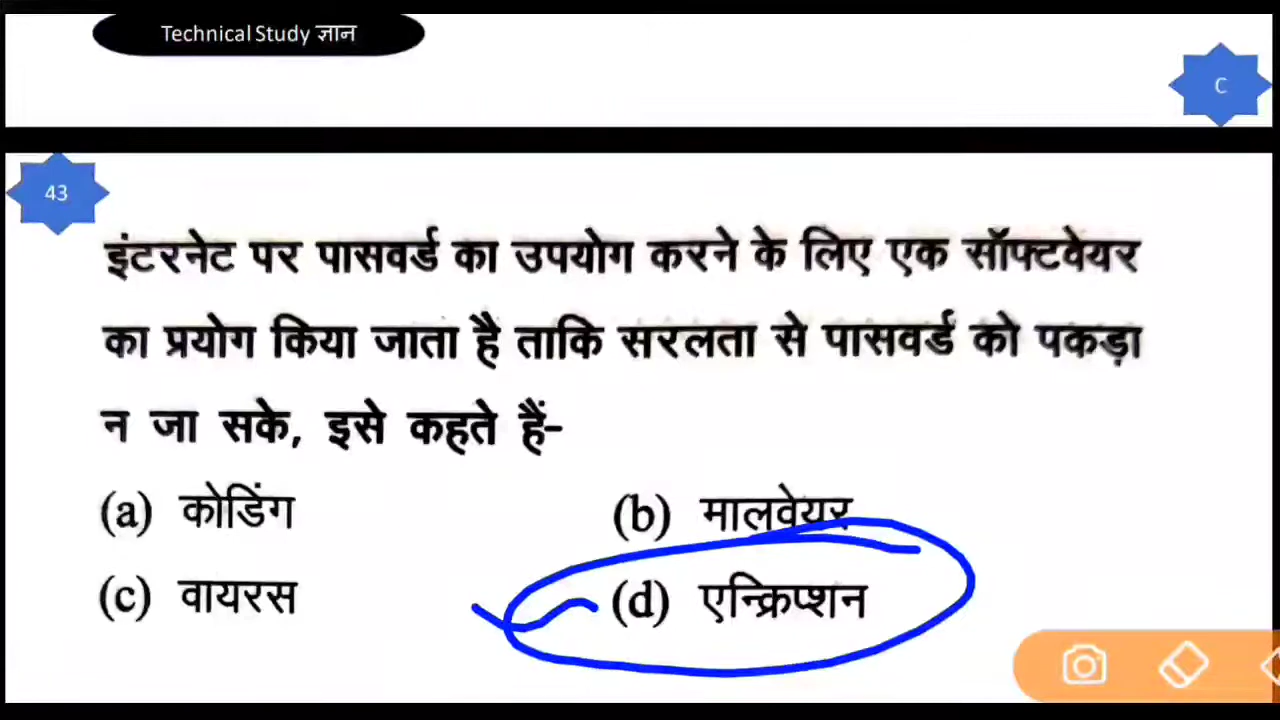 Technical Study ज्ञान
C
43
इंटरनेट पर पासवर्ड का उपयोग करने के लिए एक सॉफ्टवेयर
का प्रयोग किया जाता है ताकि सरलता से पासवर्ड को पकड़ा
न जा सके, इसे कहते हैं-
(a) कोडिंग (b) मालवेयर
(c) वायरस (d) एन्क्रिप्शन